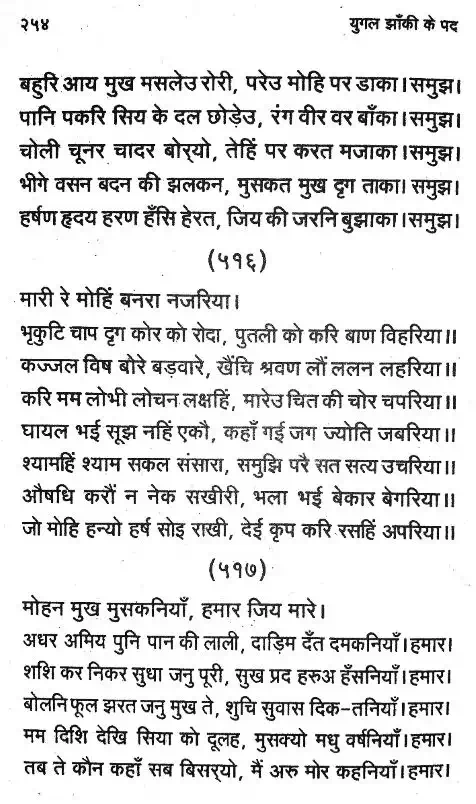 २५४ युगल झाँकी के पद
बहुरि आय मुख मसलेउ रोरी, परेउ मोहि पर डाका।समुझ।
पानि पकरि सिय के दल छोड़ेउ, रंग वीर वर बाँका।समुझ।
चोली चूनर चादर बोर्‌यो, तेहिं पर करत मजाका।समुझ।
भीगे वसन बदन की झलकन, मुसकत मुख दृग ताका।समुझ।
हर्षण हृदय हरण हँसि हेरत, जिय की जरनि बुझाका।समुझ।
(५१६)
मारी रे मोहिं बनरा नजरिया।
भृकुटि चाप दृग कोर को रोदा, पुतली को करि बाण विहरिया॥
कज्जल विष बोरे बड़वारे, खैंचि श्रवण लौं ललन लहरिया॥
करि मम लोभी लोचन लक्षहिं, मारेउ चित की चोर चपरिया॥
घायल भई सूझ नहिं एकौ, कहाँ गई जग ज्योति जबरिया॥
श्यामहिं श्याम सकल संसारा, समुझि परै सत सत्य उचरिया॥
औषधि करौं न नेक सखीरी, भला भई बेकार बेगरिया॥
जो मोहि हन्यो हर्ष सोइ राखी, देई कृप करि रसहिं अपरिया॥
(५१७)
मोहन मुख मुसकनियाँ, हमार जिय मारे।
अधर अमिय पुनि पान की लाली, दाड़िम दँत दमकनियाँ।हमार।
शशि कर निकर सुधा जनु पूरी, सुख प्रद हरुअ हँसनियाँ।हमार।
बोलनि फूल झरत जनु मुख ते, शुचि सुवास दिक-तनियाँ।हमार।
मम दिशि देखि सिया को दूलह, मुसक्यो मधु वर्षनियाँ।हमार।
तब ते कौन कहाँ सब बिसर्‌यो, मैं अरु मोर कहनियाँ।हमार।